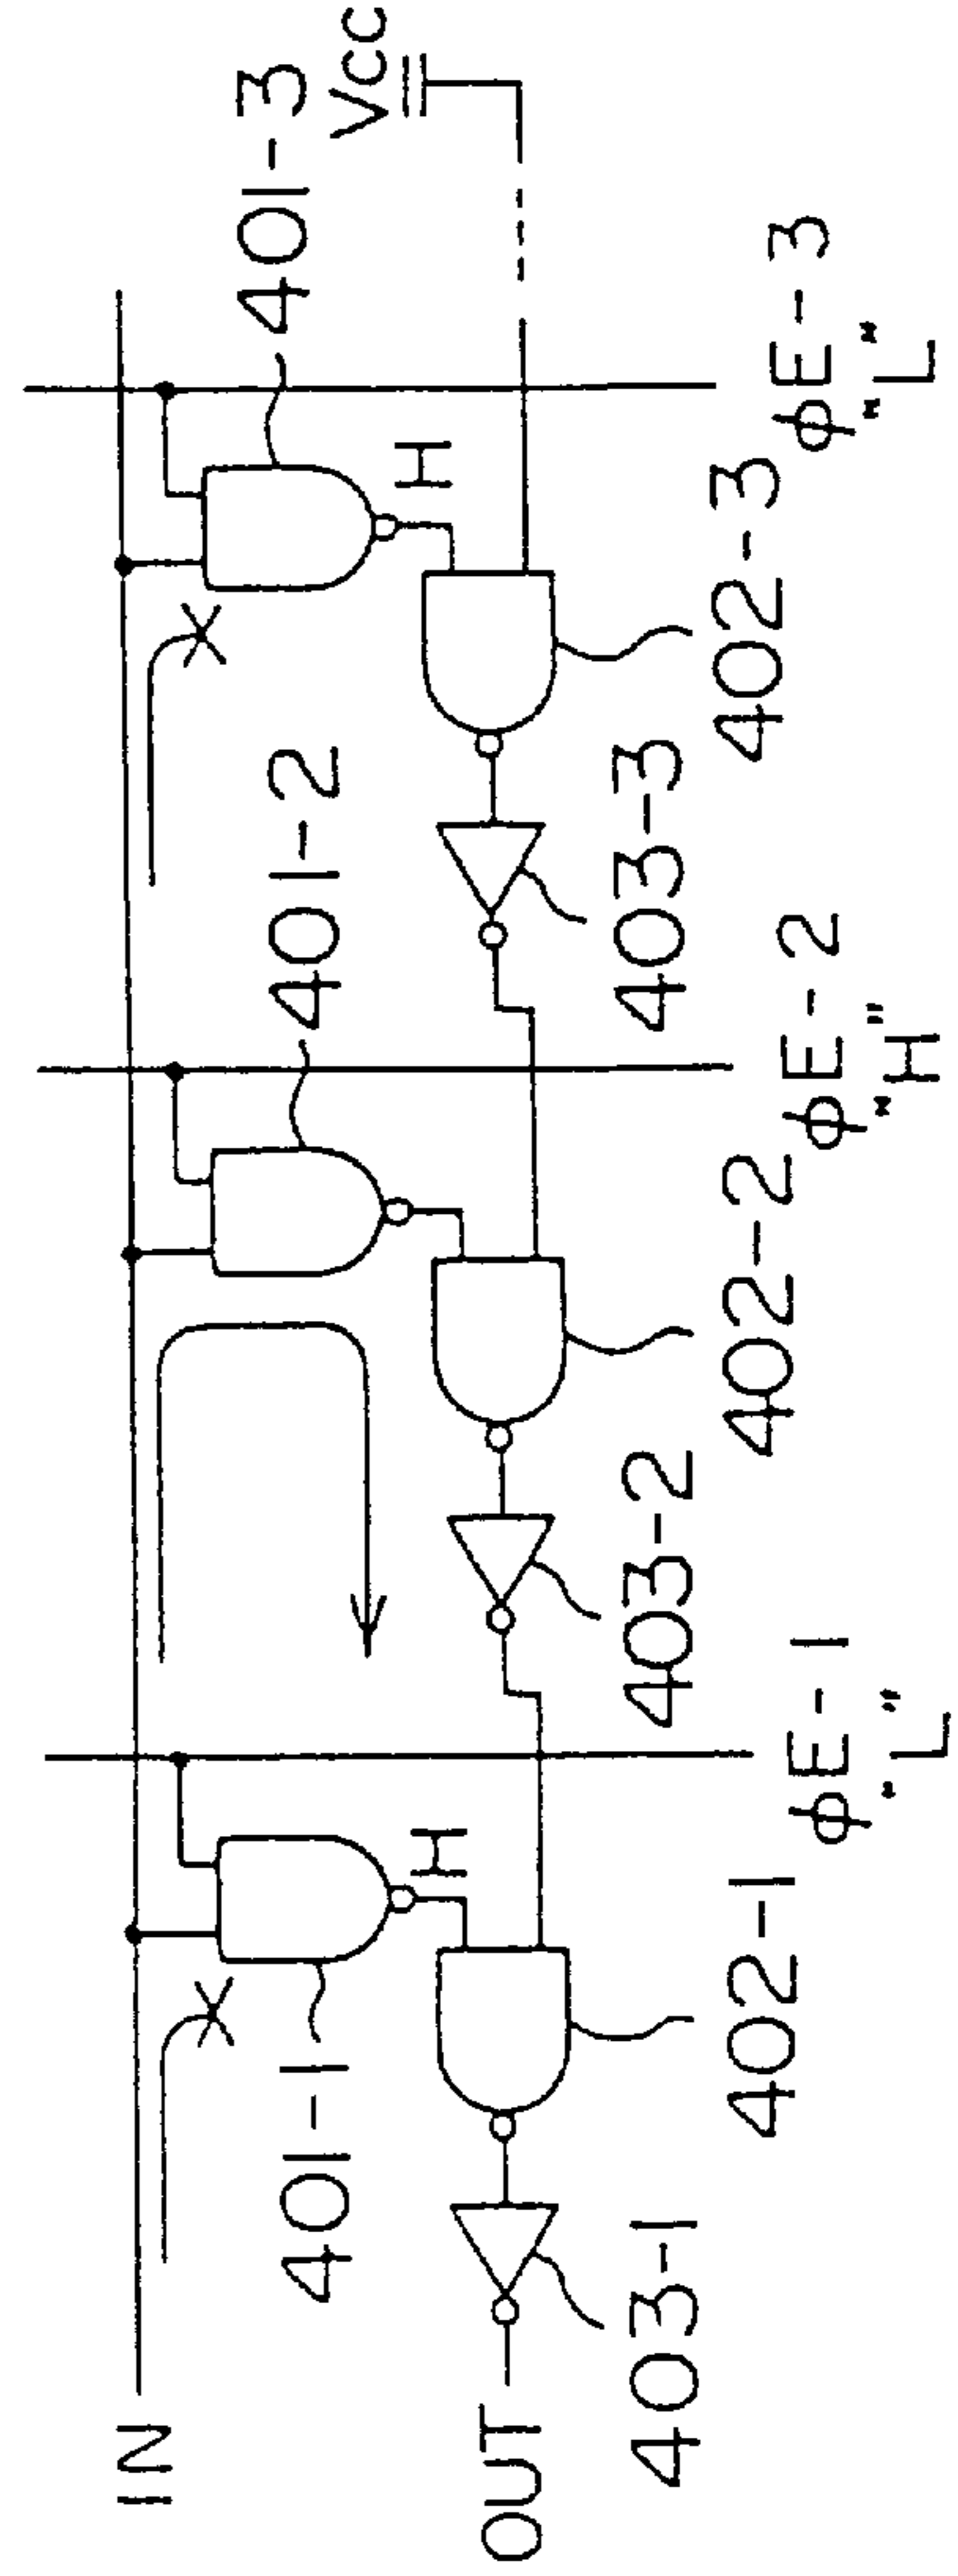 IN
OUT
401-1
401-2
401-3
Vcc
H
H
403-1
402-1
403-2
402-2
403-3
402-3
φE-1
"L"
φE-2
"H"
φE-3
"L"